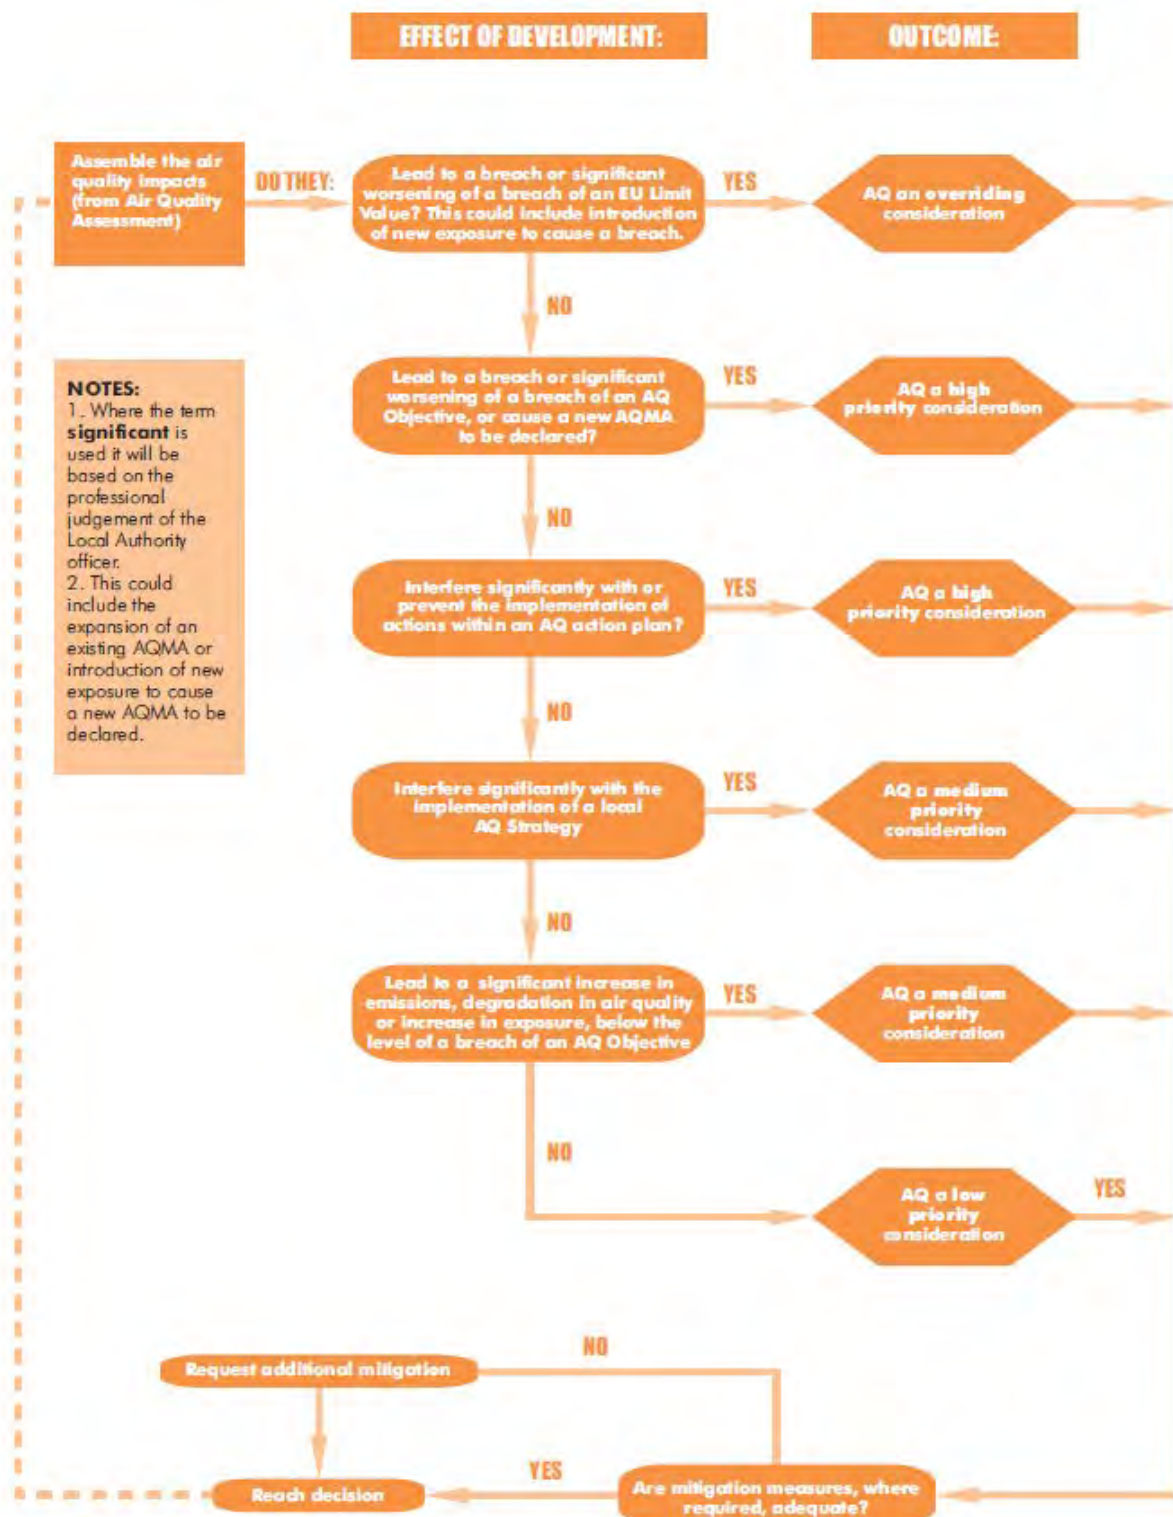 EFFECT OF DEVELOPMENT:
OUTCOME:
Assemble the air
quality impacts
(from Air Quality
Assessment)
DO THEY:
Lead to a breach or significant
worsening of a breach of an EU Limit
Value? This could include introduction
of new exposure to cause a breach.
YES
AQ an overriding
consideration
NO
NOTES:
1. Where the term
significant is
used it will be
based on the
professional
judgement of the
Local Authority
officer.
2. This could
include the
expansion of an
existing AQMA or
introduction of new
exposure to cause
a new AQMA to be
declared.
Lead to a breach or significant
worsening of a breach of an AQ
Objective, or cause a new AQMA
to be declared?
YES
AQ a high
priority consideration
NO
Interfere significantly with or
prevent the implementation of
actions within an AQ action plan?
YES
AQ a high
priority consideration
NO
Interfere significantly with the
implementation of a local
AQ Strategy
YES
AQ a medium
priority
consideration
NO
Lead to a significant increase in
emissions, degradation in air quality
or increase in exposure, below the
level of a breach of an AQ Objective
YES
AQ a medium
priority
consideration
NO
AQ a low
priority
consideration
YES
NO
Request additional mitigation
YES
Reach decision
Are mitigation measures, where
required, adequate?